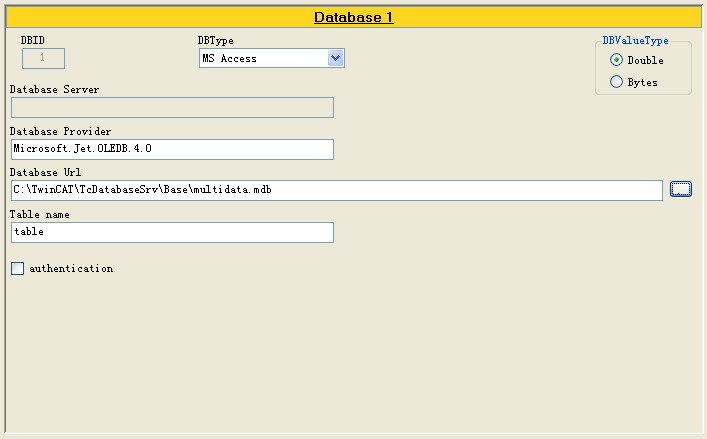 Database 1
DBID
DBType
DBValueType
1
MS Access
Double
Bytes
Database Server
Database Provider
Microsoft.Jet.OLEDB.4.0
Database Url
C:\TwinCAT\TcDatabaseSrv\Base\multidata.mdb
...
Table name
table
authentication